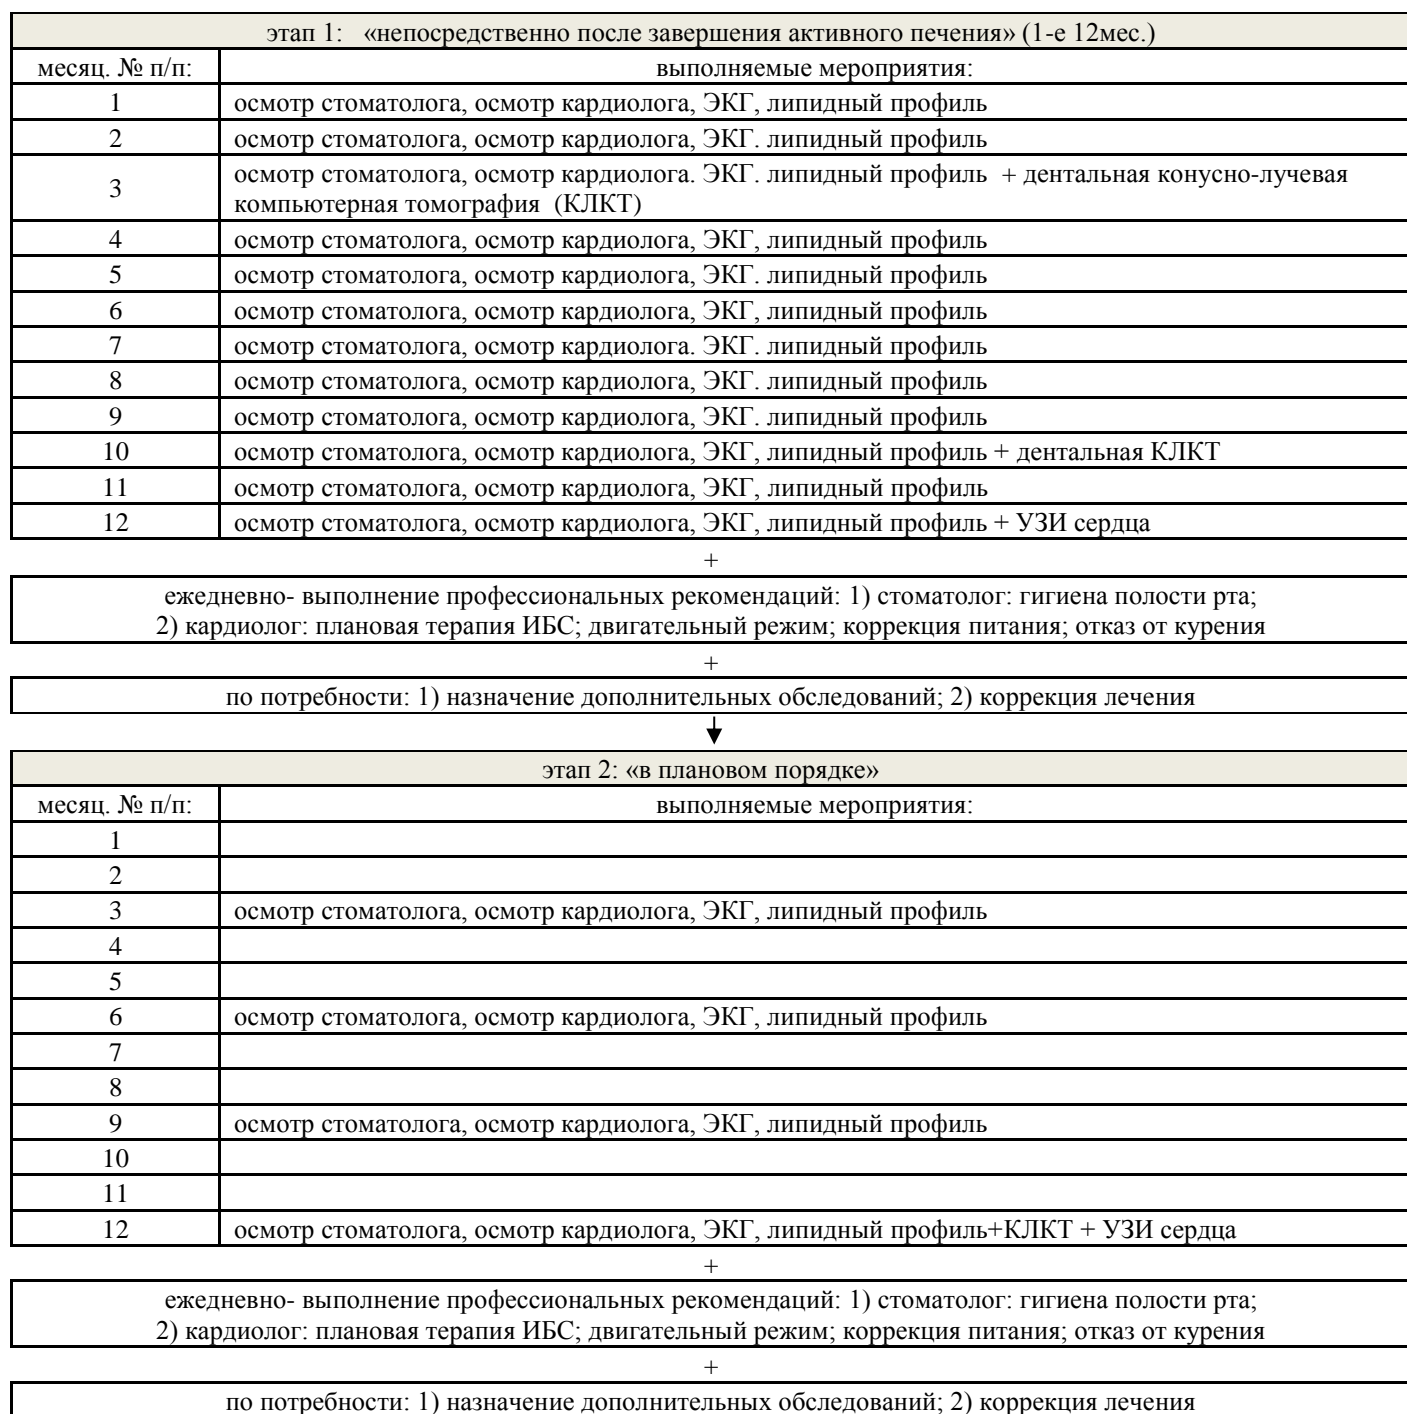 этап 1: «непосредственно после завершения активного печения» (1-е 12мес.)
месяц. № п/п: выполняемые мероприятия:
1 осмотр стоматолога, осмотр кардиолога, ЭКГ, липидный профиль
2 осмотр стоматолога, осмотр кардиолога, ЭКГ. липидный профиль
3 осмотр стоматолога, осмотр кардиолога. ЭКГ. липидный профиль + дентальная конусно-лучевая
компьютерная томография (КЛКТ)
4 осмотр стоматолога, осмотр кардиолога, ЭКГ, липидный профиль
5 осмотр стоматолога, осмотр кардиолога, ЭКГ. липидный профиль
6 осмотр стоматолога, осмотр кардиолога, ЭКГ, липидный профиль
7 осмотр стоматолога, осмотр кардиолога. ЭКГ. липидный профиль
8 осмотр стоматолога, осмотр кардиолога, ЭКГ. липидный профиль
9 осмотр стоматолога, осмотр кардиолога, ЭКГ. липидный профиль
10 осмотр стоматолога, осмотр кардиолога, ЭКГ, липидный профиль + дентальная КЛКТ
11 осмотр стоматолога, осмотр кардиолога, ЭКГ, липидный профиль
12 осмотр стоматолога, осмотр кардиолога, ЭКГ, липидный профиль + УЗИ сердца
+
ежедневно- выполнение профессиональных рекомендаций: 1) стоматолог: гигиена полости рта;
2) кардиолог: плановая терапия ИБС; двигательный режим; коррекция питания; отказ от курения
+
по потребности: 1) назначение дополнительных обследований; 2) коррекция лечения
этап 2: «в плановом порядке»
месяц. № п/п: выполняемые мероприятия:
1
2
3 осмотр стоматолога, осмотр кардиолога, ЭКГ, липидный профиль
4
5
6 осмотр стоматолога, осмотр кардиолога, ЭКГ, липидный профиль
7
8
9 осмотр стоматолога, осмотр кардиолога, ЭКГ, липидный профиль
10
11
12 осмотр стоматолога, осмотр кардиолога, ЭКГ, липидный профиль+КЛКТ + УЗИ сердца
+
ежедневно- выполнение профессиональных рекомендаций: 1) стоматолог: гигиена полости рта;
2) кардиолог: плановая терапия ИБС; двигательный режим; коррекция питания; отказ от курения
+
по потребности: 1) назначение дополнительных обследований; 2) коррекция лечения